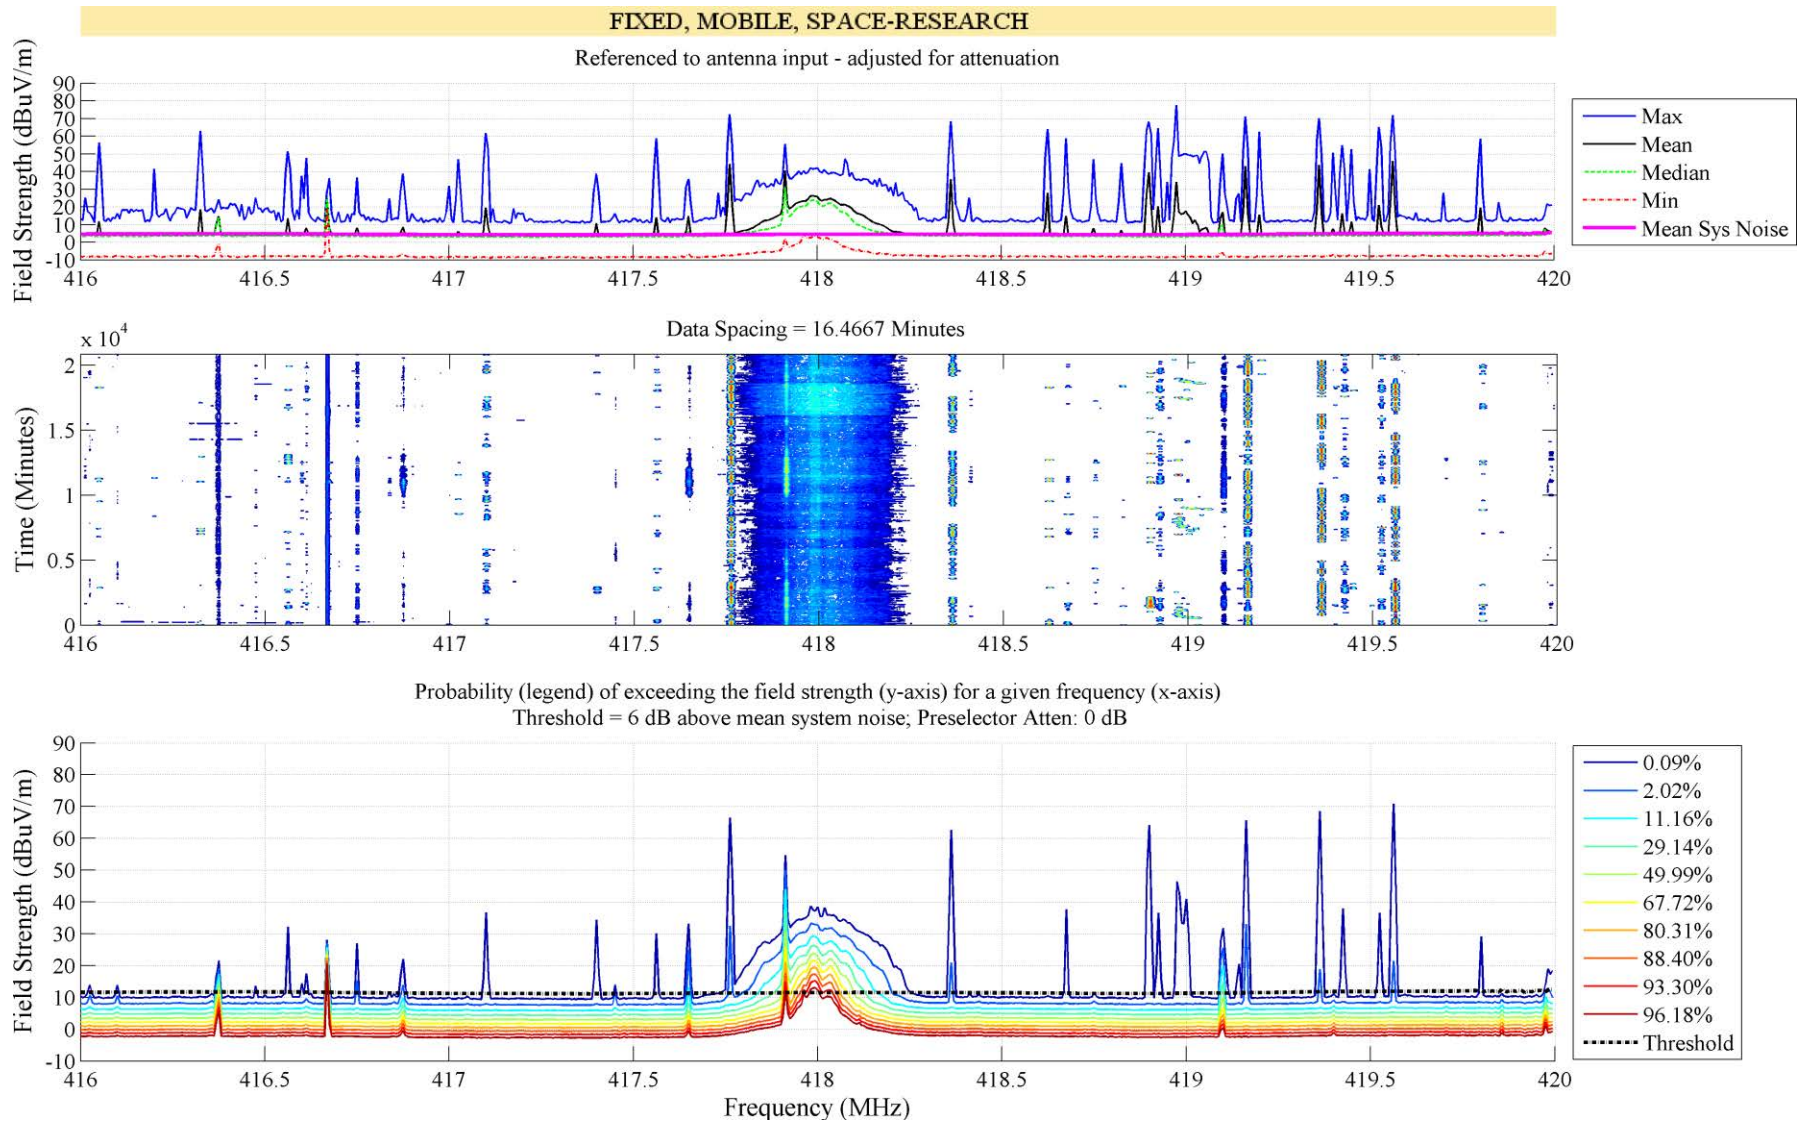 FIXED, MOBILE, SPACE-RESEARCH
Referenced to antenna input - adjusted for attenuation
Field Strength (dBuV/m)
90
80
70
60
50
40
30
20
10
0
-10
416 416.5 417 417.5 418 418.5 419 419.5 420
Max
Mean
Median
Min
Mean Sys Noise
Data Spacing = 16.4667 Minutes
x 10^4
Time (Minutes)
2
1.5
1
0.5
0
416 416.5 417 417.5 418 418.5 419 419.5 420
Probability (legend) of exceeding the field strength (y-axis) for a given frequency (x-axis)
Threshold = 6 dB above mean system noise; Preselector Atten: 0 dB
Field Strength (dBuV/m)
90
80
70
60
50
40
30
20
10
0
-10
416 416.5 417 417.5 418 418.5 419 419.5 420
Frequency (MHz)
0.09%
2.02%
11.16%
29.14%
49.99%
67.72%
80.31%
88.40%
93.30%
96.18%
Threshold